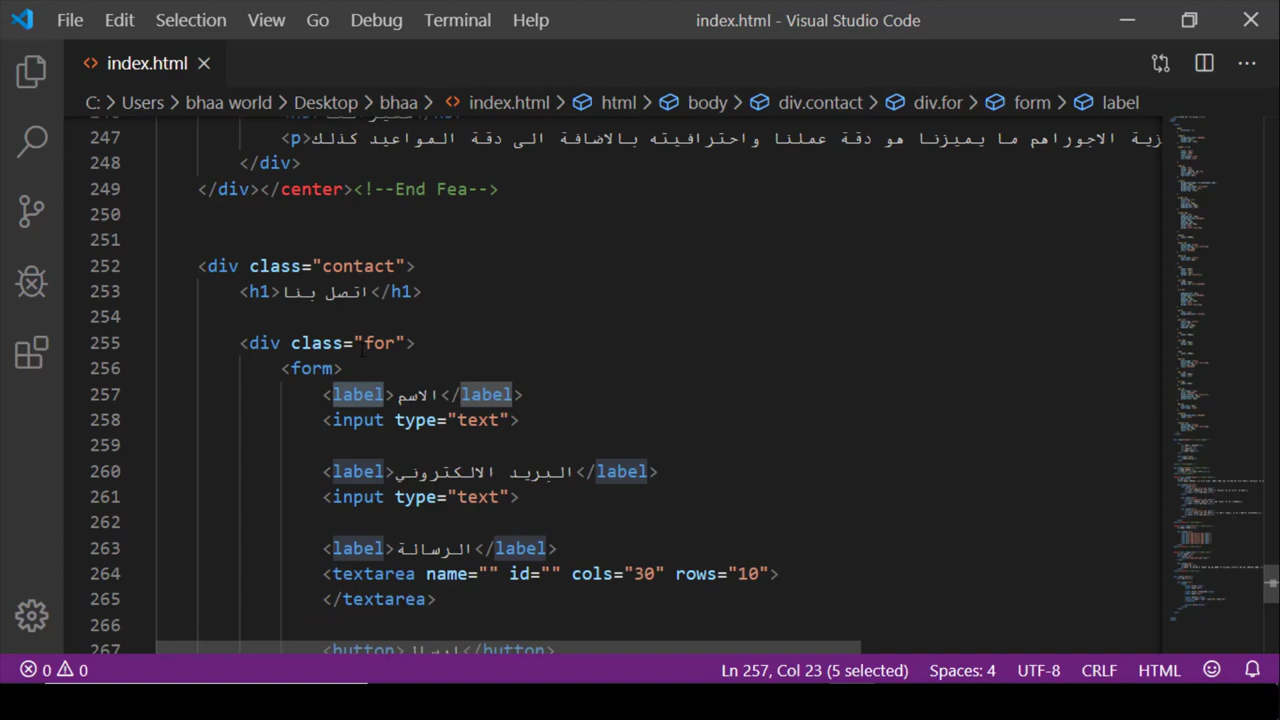 File Edit Selection View Go Debug Terminal Help index.html - Visual Studio Code
index.html
C: > Users > bhaa world > Desktop > bhaa > index.html > html > body > div.contact > div.for > form > label
247 <p>زية الاجوراهم ما يميزنا هو دقة عملنا واحترافيته بالاضافة الى دقة المواعيد كذلك
248 </div>
249 </div></center><!--End Fea-->
250
251
252 <div class="contact">
253 <h1>اتصل بنا</h1>
254
255 <div class="for">
256 <form>
257 <label>الاسم</label>
258 <input type="text">
259
260 <label>البريد الالكتروني</label>
261 <input type="text">
262
263 <label>الرسالة</label>
264 <textarea name="" id="" cols="30" rows="10">
265 </textarea>
266
267 <button>ارسال</button>
0 0 Ln 257, Col 23 (5 selected) Spaces: 4 UTF-8 CRLF HTML